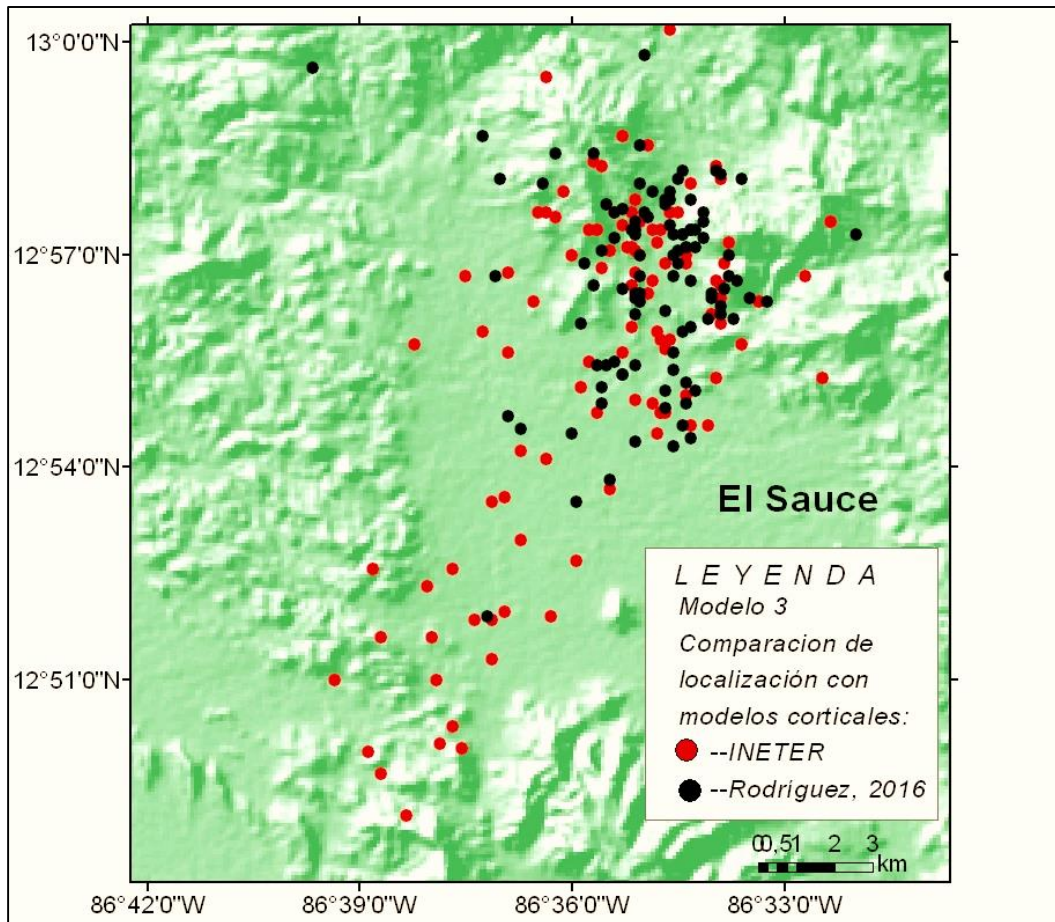 13°0'0"N
12°57'0"N
12°54'0"N
El Sauce
L E Y E N D A
Modelo 3
Comparacion de
localización con
modelos corticales:
--INETER
--Rodríguez, 2016
12°51'0"N
0 0,5 1 2 3
km
86°42'0"W 86°39'0"W 86°36'0"W 86°33'0"W